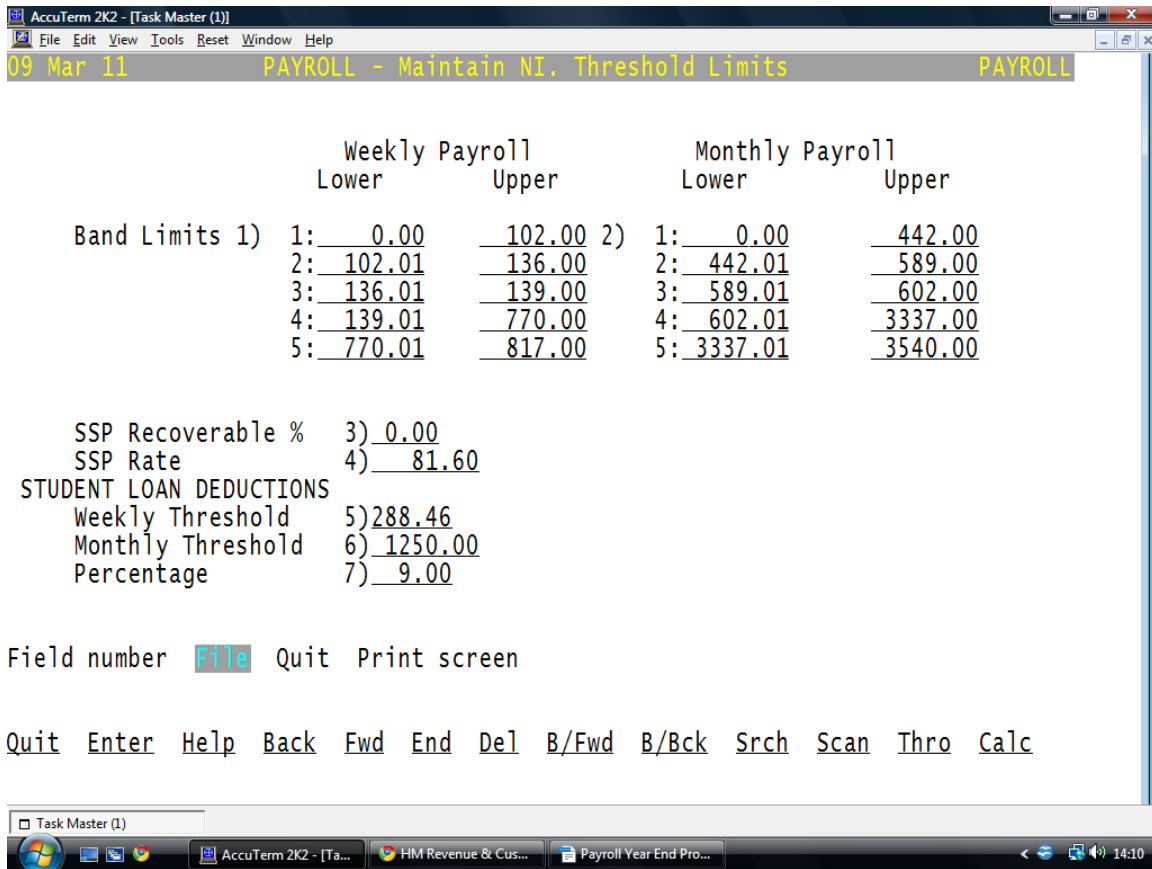 AccuTerm 2K2 - [Task Master (1)]
File Edit View Tools Reset Window Help
09 Mar 11 PAYROLL - Maintain NI. Threshold Limits PAYROLL
Weekly Payroll Monthly Payroll
Lower Upper Lower Upper
Band Limits 1) 1: 0.00 102.00 2) 1: 0.00 442.00
2: 102.01 136.00 2: 442.01 589.00
3: 136.01 139.00 3: 589.01 602.00
4: 139.01 770.00 4: 602.01 3337.00
5: 770.01 817.00 5: 3337.01 3540.00
SSP Recoverable % 3) 0.00
SSP Rate 4) 81.60
STUDENT LOAN DEDUCTIONS
Weekly Threshold 5)288.46
Monthly Threshold 6) 1250.00
Percentage 7) 9.00
Field number File Quit Print screen
Quit Enter Help Back Fwd End Del B/Fwd B/Bck Srch Scan Thro Calc
Task Master (1)
AccuTerm 2K2 - [Ta... HM Revenue & Cus... Payroll Year End Pro... 14:10